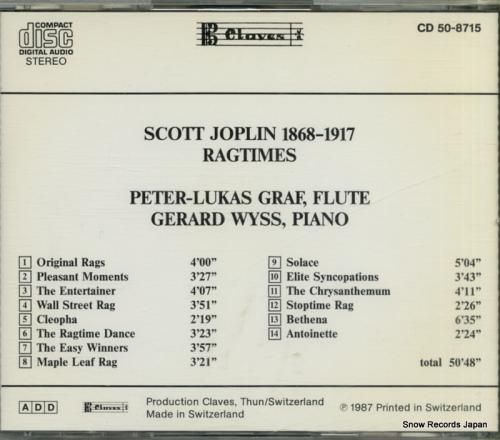 COMPACT
disc
DIGITAL AUDIO
STEREO
Claves
CD 50-8715
SCOTT JOPLIN 1868–1917
RAGTIMES
PETER-LUKAS GRAF, FLUTE
GERARD WYSS, PIANO
1 Original Rags 4’00”
2 Pleasant Moments 3’27”
3 The Entertainer 4’07”
4 Wall Street Rag 3’51”
5 Cleopha 2’19”
6 The Ragtime Dance 3’23”
7 The Easy Winners 3’57”
8 Maple Leaf Rag 3’21”
9 Solace 5’04”
10 Elite Syncopations 3’43”
11 The Chrysanthemum 4’11”
12 Stoptime Rag 2’26”
13 Bethena 6’35”
14 Antoinette 2’24”
total 50’48”
A D D
Claves
Production Claves, Thun/Switzerland
Made in Switzerland
℗ 1987 Printed in Switzerland
Snow Records Japan